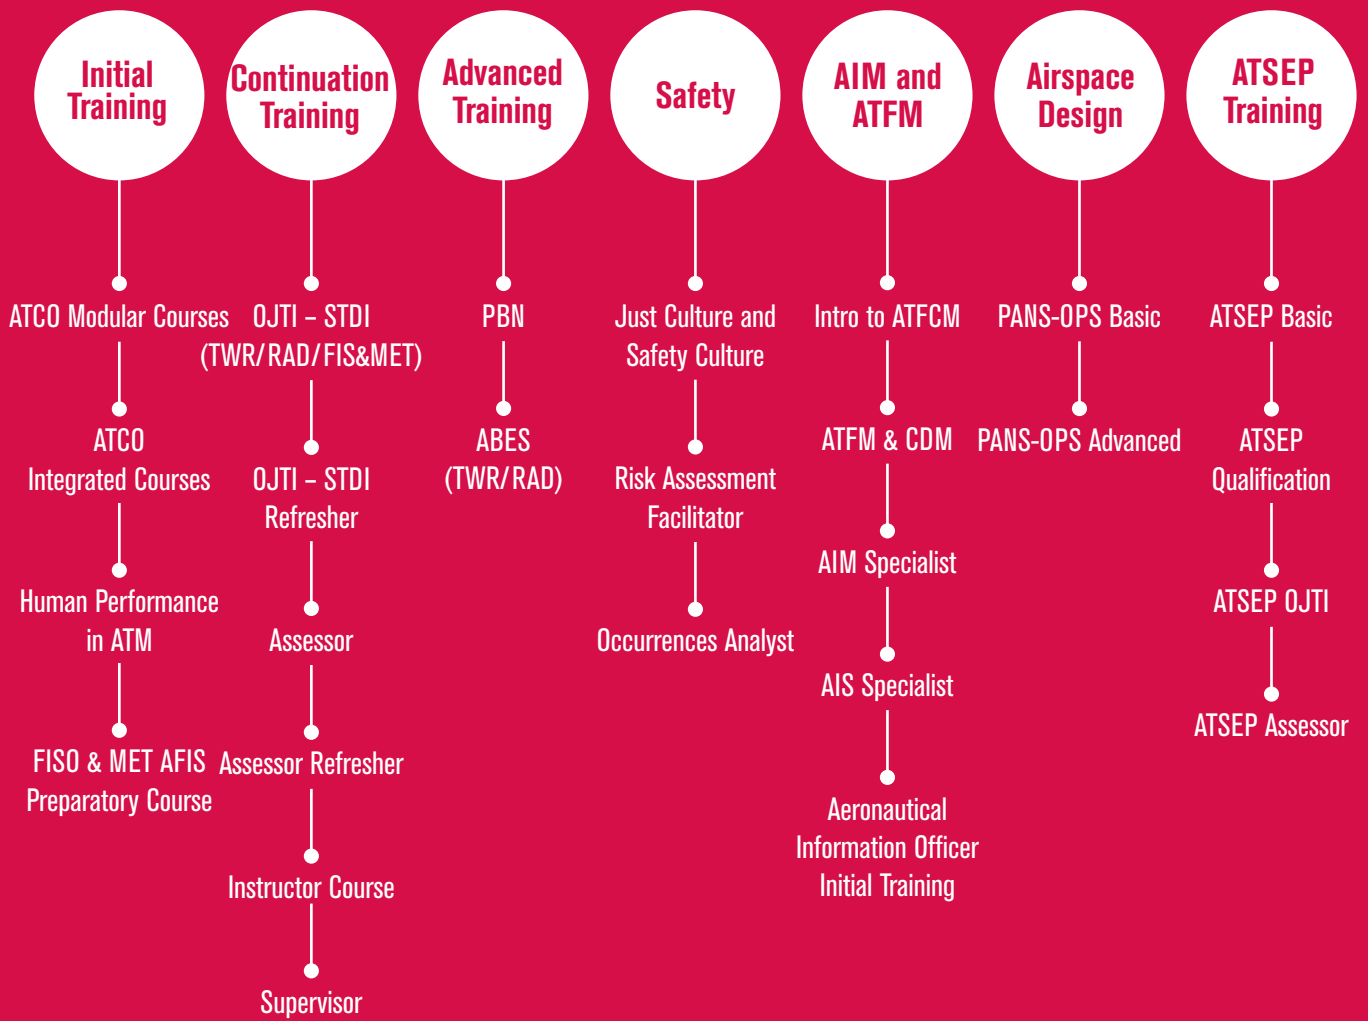 Initial
Training
ATCO Modular Courses
ATCO
Integrated Courses
Human Performance
in ATM
FISO & MET AFIS
Preparatory Course
Continuation
Training
OJTI – STDI
(TWR/RAD/FIS&MET)
OJTI – STDI
Refresher
Assessor
Assessor Refresher
Instructor Course
Supervisor
Advanced
Training
PBN
ABES
(TWR/RAD)
Safety
Just Culture and
Safety Culture
Risk Assessment
Facilitator
Occurrences Analyst
AIM and
ATFM
Intro to ATFCM
ATFM & CDM
AIM Specialist
AIS Specialist
Aeronautical
Information Officer
Initial Training
Airspace
Design
PANS-OPS Basic
PANS-OPS Advanced
ATSEP
Training
ATSEP Basic
ATSEP
Qualification
ATSEP OJTI
ATSEP Assessor